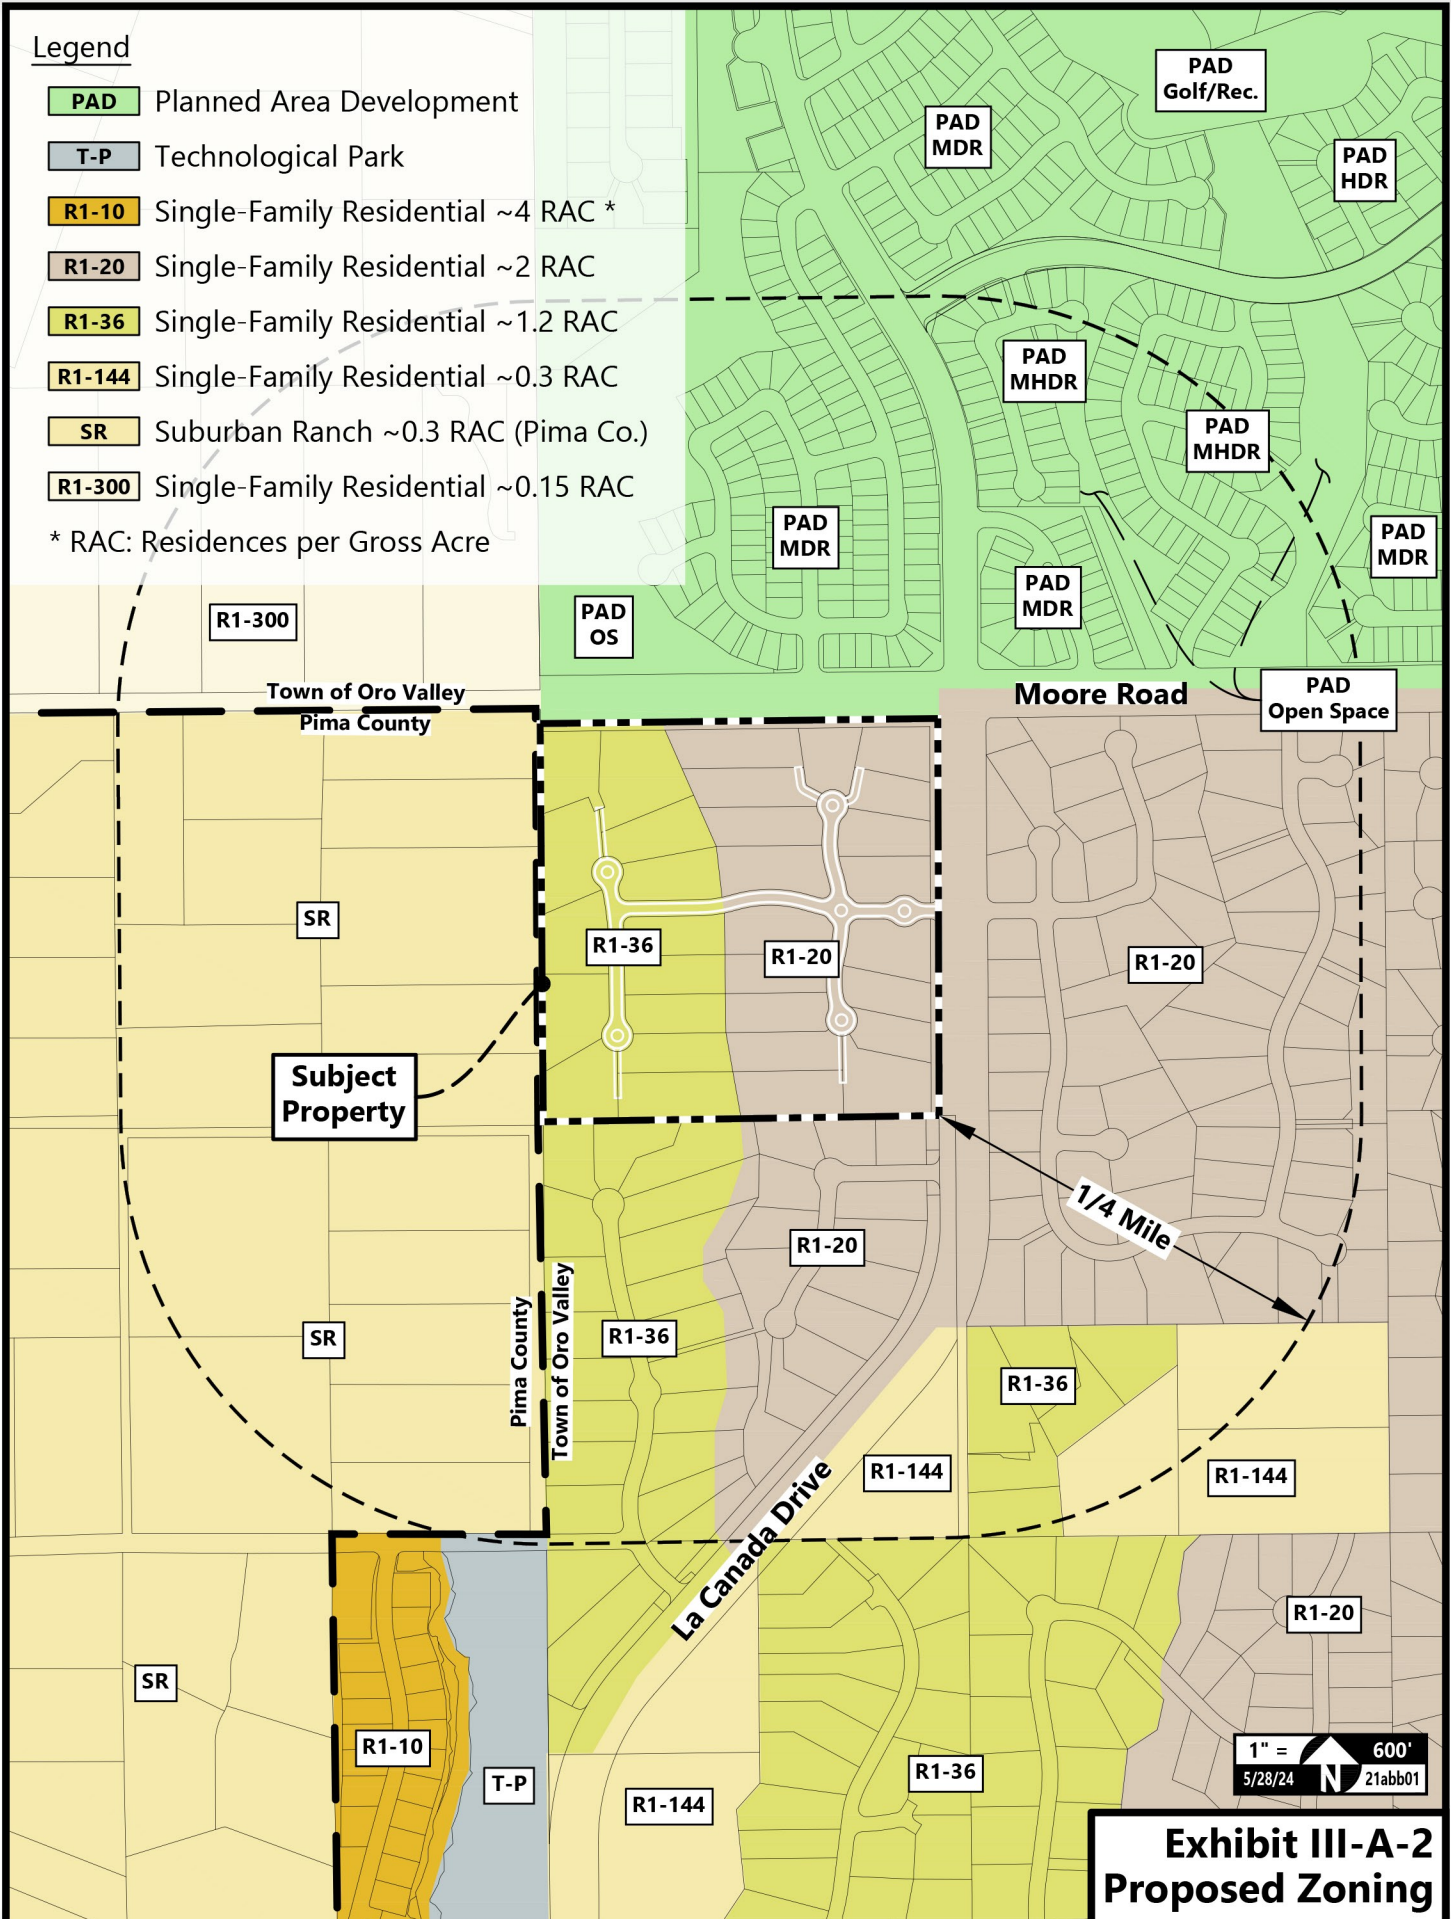 Legend
PAD Planned Area Development
T-P Technological Park
R1-10 Single-Family Residential ~4 RAC *
R1-20 Single-Family Residential ~2 RAC
R1-36 Single-Family Residential ~1.2 RAC
R1-144 Single-Family Residential ~0.3 RAC
SR Suburban Ranch ~0.3 RAC (Pima Co.)
R1-300 Single-Family Residential ~0.15 RAC
* RAC: Residences per Gross Acre
PAD
Golf/Rec.
PAD
MDR
PAD
HDR
PAD
MHDR
PAD
MHDR
PAD
MDR
PAD
MDR
PAD
MDR
R1-300
PAD
OS
Town of Oro Valley
Pima County
Moore Road
PAD
Open Space
SR
R1-36
R1-20
R1-20
Subject
Property
1/4 Mile
R1-20
SR
Pima County
Town of Oro Valley
R1-36
R1-36
R1-144
R1-144
La Canada Drive
R1-20
SR
R1-10
T-P
R1-144
R1-36
1" = 600'
5/28/24 N 21abb01
Exhibit III-A-2
Proposed Zoning